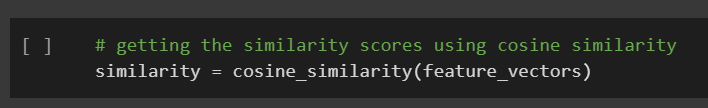 [ ] # getting the similarity scores using cosine similarity
similarity = cosine_similarity(feature_vectors)